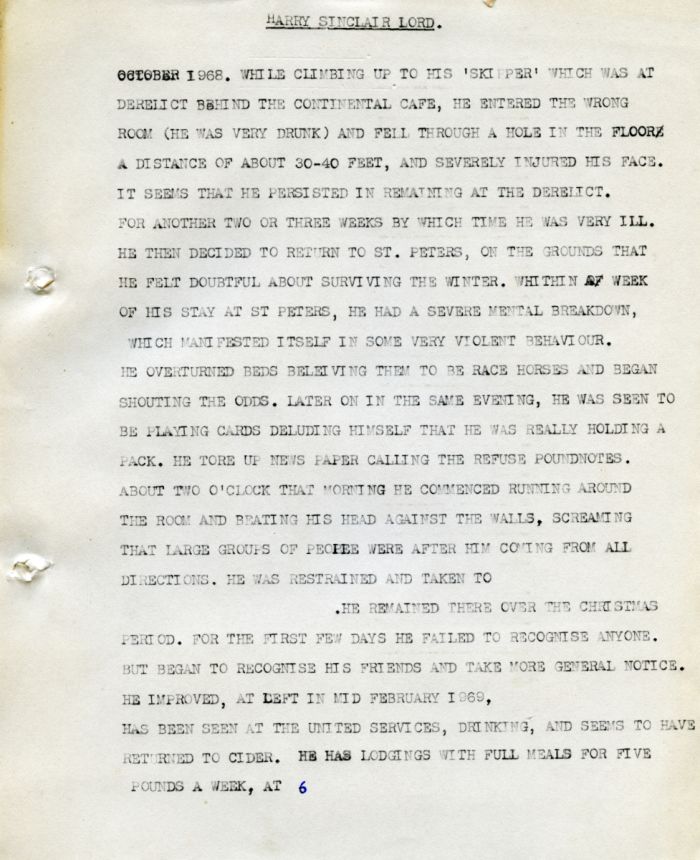 HARRY SINCLAIR LORD.
OCTOBER 1968. WHILE CLIMBING UP TO HIS 'SKIPPER' WHICH WAS AT
DERELICT BEHIND THE CONTINENTAL CAFE, HE ENTERED THE WRONG
ROOM (HE WAS VERY DRUNK) AND FELL THROUGH A HOLE IN THE FLOOR
A DISTANCE OF ABOUT 30-40 FEET, AND SEVERELY INJURED HIS FACE.
IT SEEMS THAT HE PERSISTED IN REMAINING AT THE DERELICT.
FOR ANOTHER TWO OR THREE WEEKS BY WHICH TIME HE WAS VERY ILL.
HE THEN DECIDED TO RETURN TO ST. PETERS, ON THE GROUNDS THAT
HE FELT DOUBTFUL ABOUT SURVIVING THE WINTER. WHITHIN A WEEK
OF HIS STAY AT ST PETERS, HE HAD A SEVERE MENTAL BREAKDOWN,
WHICH MANIFESTED ITSELF IN SOME VERY VIOLENT BEHAVIOUR.
HE OVERTURNED BEDS BELEIVING THEM TO BE RACE HORSES AND BEGAN
SHOUTING THE ODDS. LATER ON IN THE SAME EVENING, HE WAS SEEN TO
BE PLAYING CARDS DELUDING HIMSELF THAT HE WAS REALLY HOLDING A
PACK. HE TORE UP NEWS PAPER CALLING THE REFUSE POUNDNOTES.
ABOUT TWO O'CLOCK THAT MORNING HE COMMENCED RUNNING AROUND
THE ROOM AND BEATING HIS HEAD AGAINST THE WALLS, SCREAMING
THAT LARGE GROUPS OF WERE AFTER HIM COMING FROM ALL
DIRECTIONS. HE WAS RESTRAINED AND TAKEN TO
.HE REMAINED THERE OVER THE CHRISTMAS
PERIOD. FOR THE FIRST FEW DAYS HE FAILED TO RECOGNISE ANYONE.
BUT BEGAN TO RECOGNISE HIS FRIENDS AND TAKE MORE GENERAL NOTICE.
HE IMPROVED, AT LEFT IN MID FEBRUARY 1969,
HAS BEEN SEEN AT THE UNITED SERVICES, DRINKING, AND SEEMS TO HAVE
RETURNED TO CIDER. HE HAS LODGINGS WITH FULL MEALS FOR FIVE
POUNDS A WEEK, AT 6